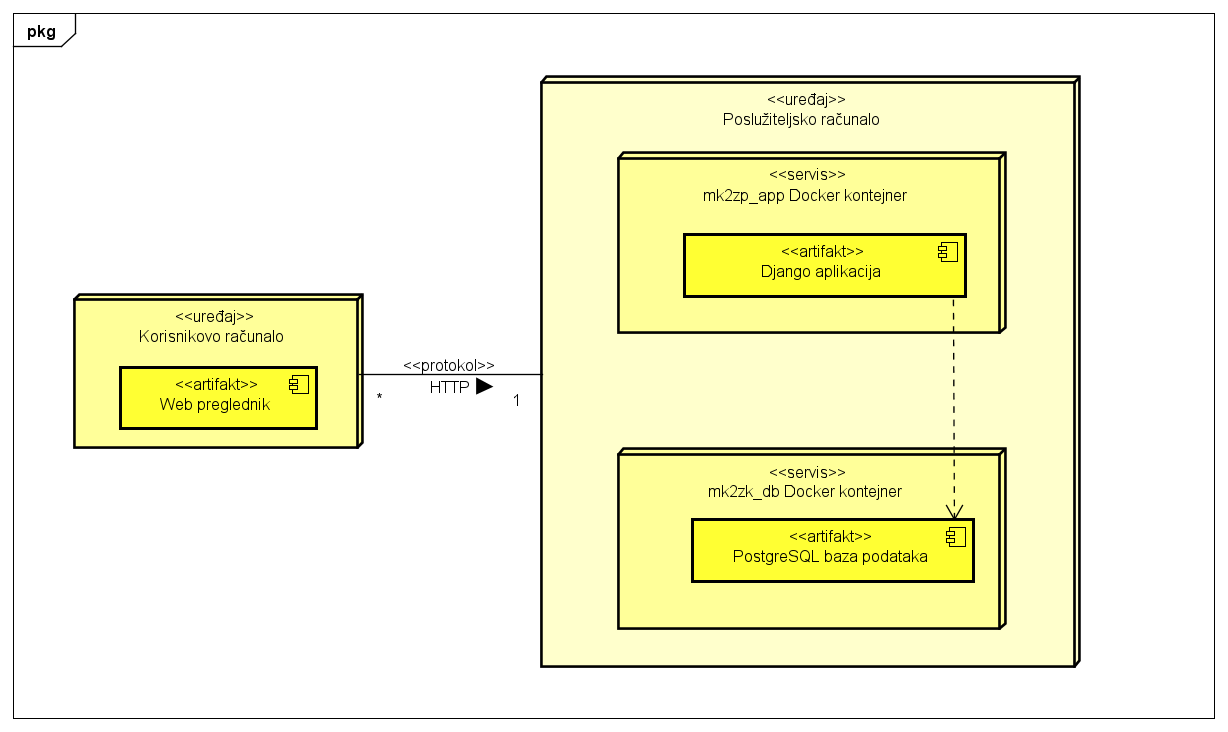 pkg
<<uređaj>>
Poslužiteljsko računalo
<<servis>>
mk2zp_app Docker kontejner
<<artifakt>>
Django aplikacija
<<uređaj>>
Korisnikovo računalo
<<artifakt>>
Web preglednik
<<protokol>>
HTTP
*
1
<<servis>>
mk2zk_db Docker kontejner
<<artifakt>>
PostgreSQL baza podataka